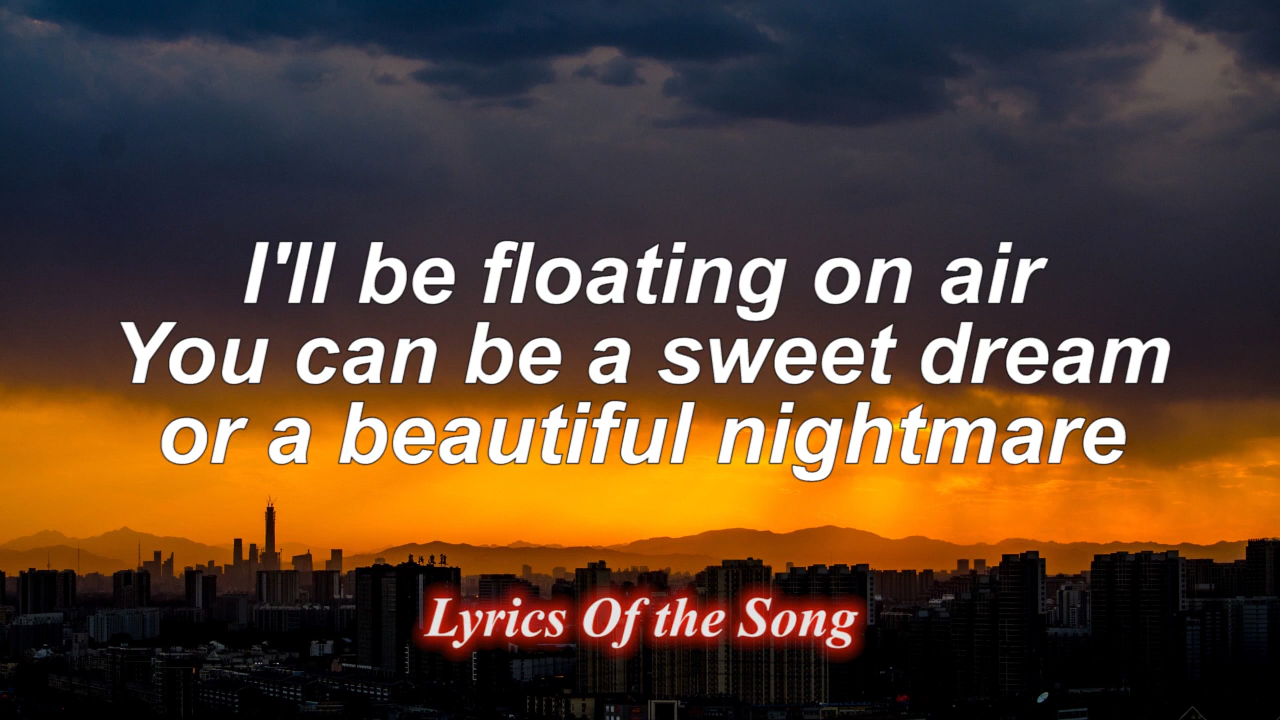 I'll be floating on air
You can be a sweet dream
or a beautiful nightmare
Lyrics Of the Song